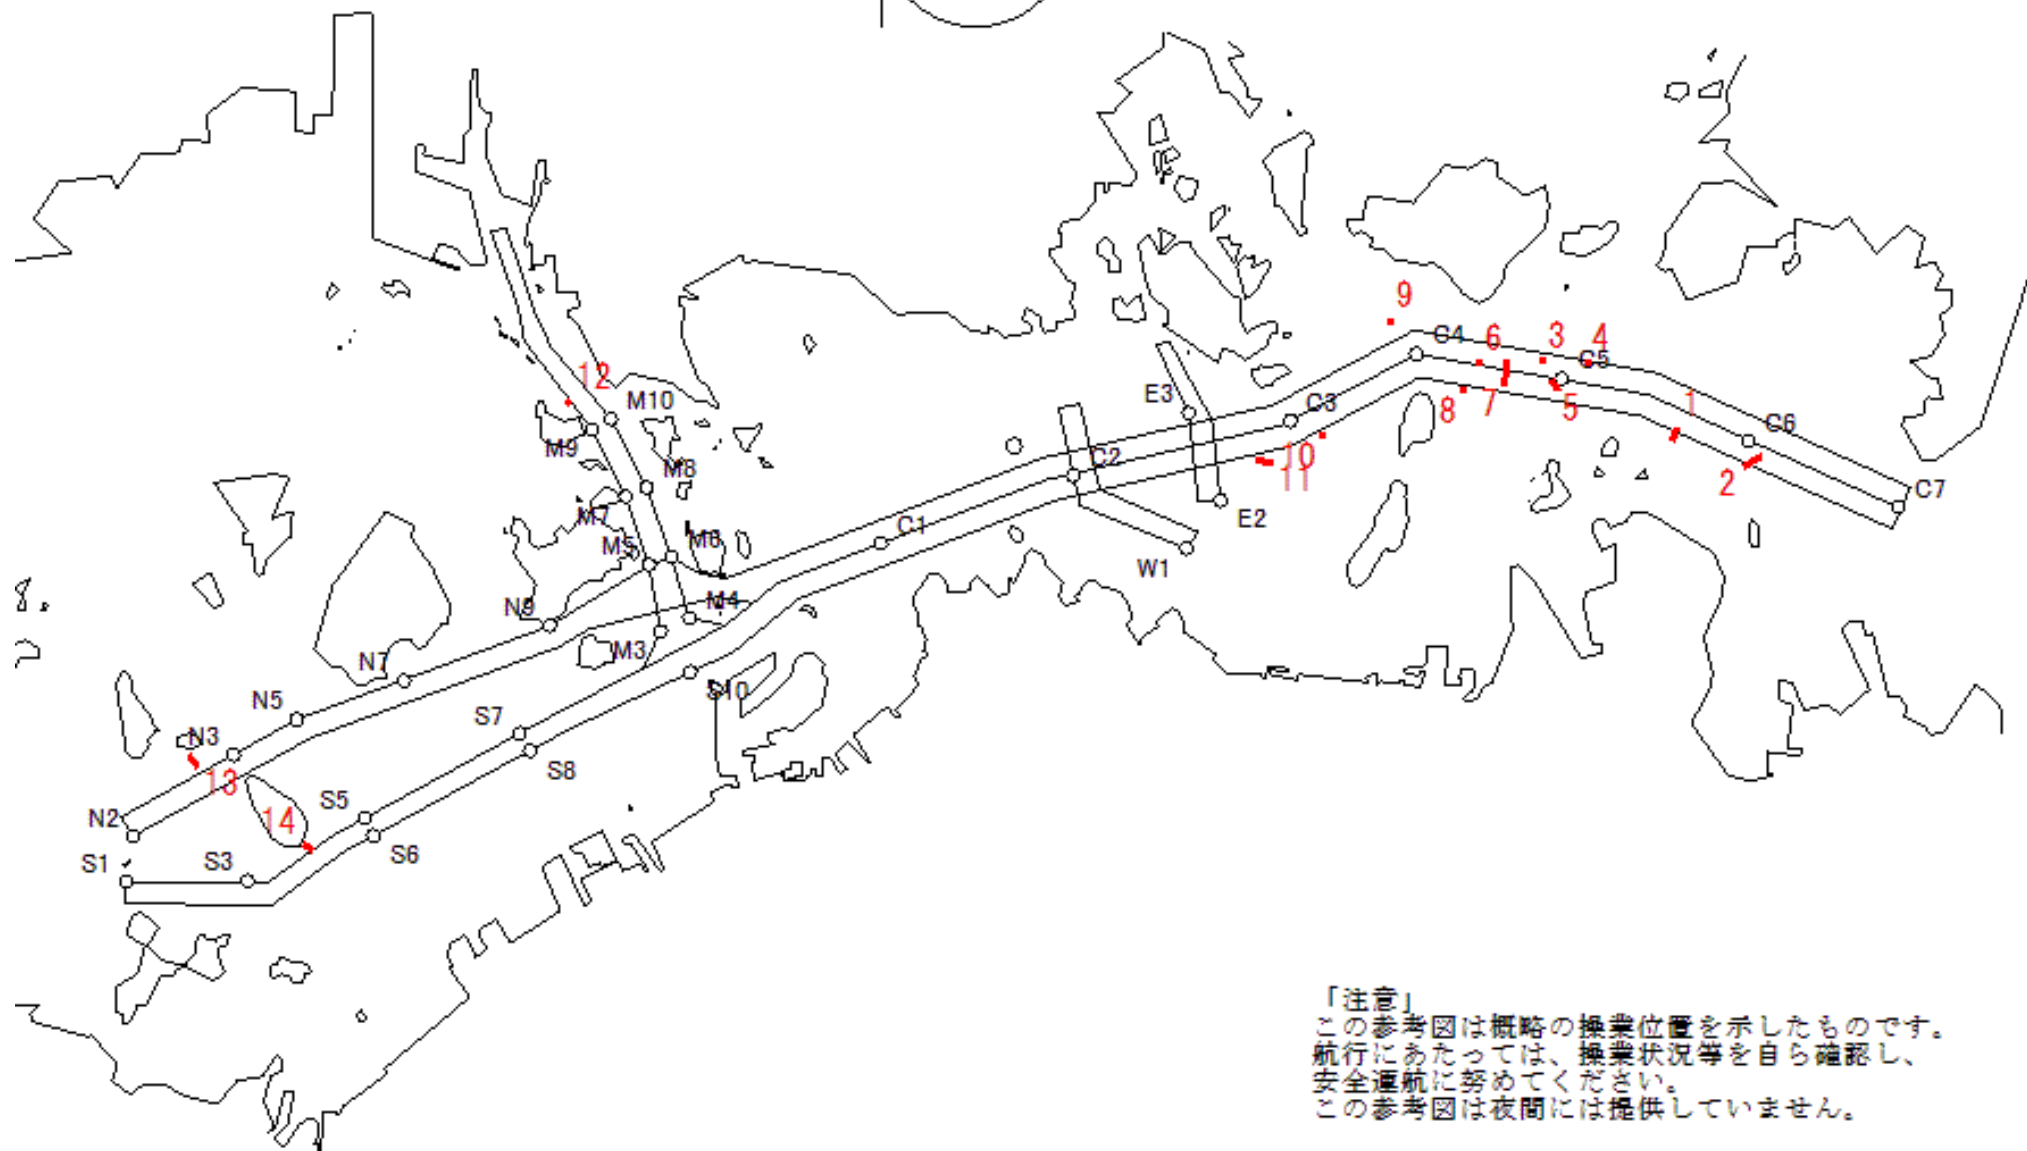 9
C4
6
3
4
C5
12
M10
E3
C3
8
7
5
1
C6
M9
M8
C2
10
11
2
C7
M7
M5
M6
C1
E2
W1
N9
M4
M3
N7
S10
N5
S7
N3
13
S8
S5
14
N2
S6
S1
S3
「注意」
この参考図は概略の操業位置を示したものです。
航行にあたっては、操業状況等を自ら確認し、
安全運航に努めてください。
この参考図は夜間には提供していません。